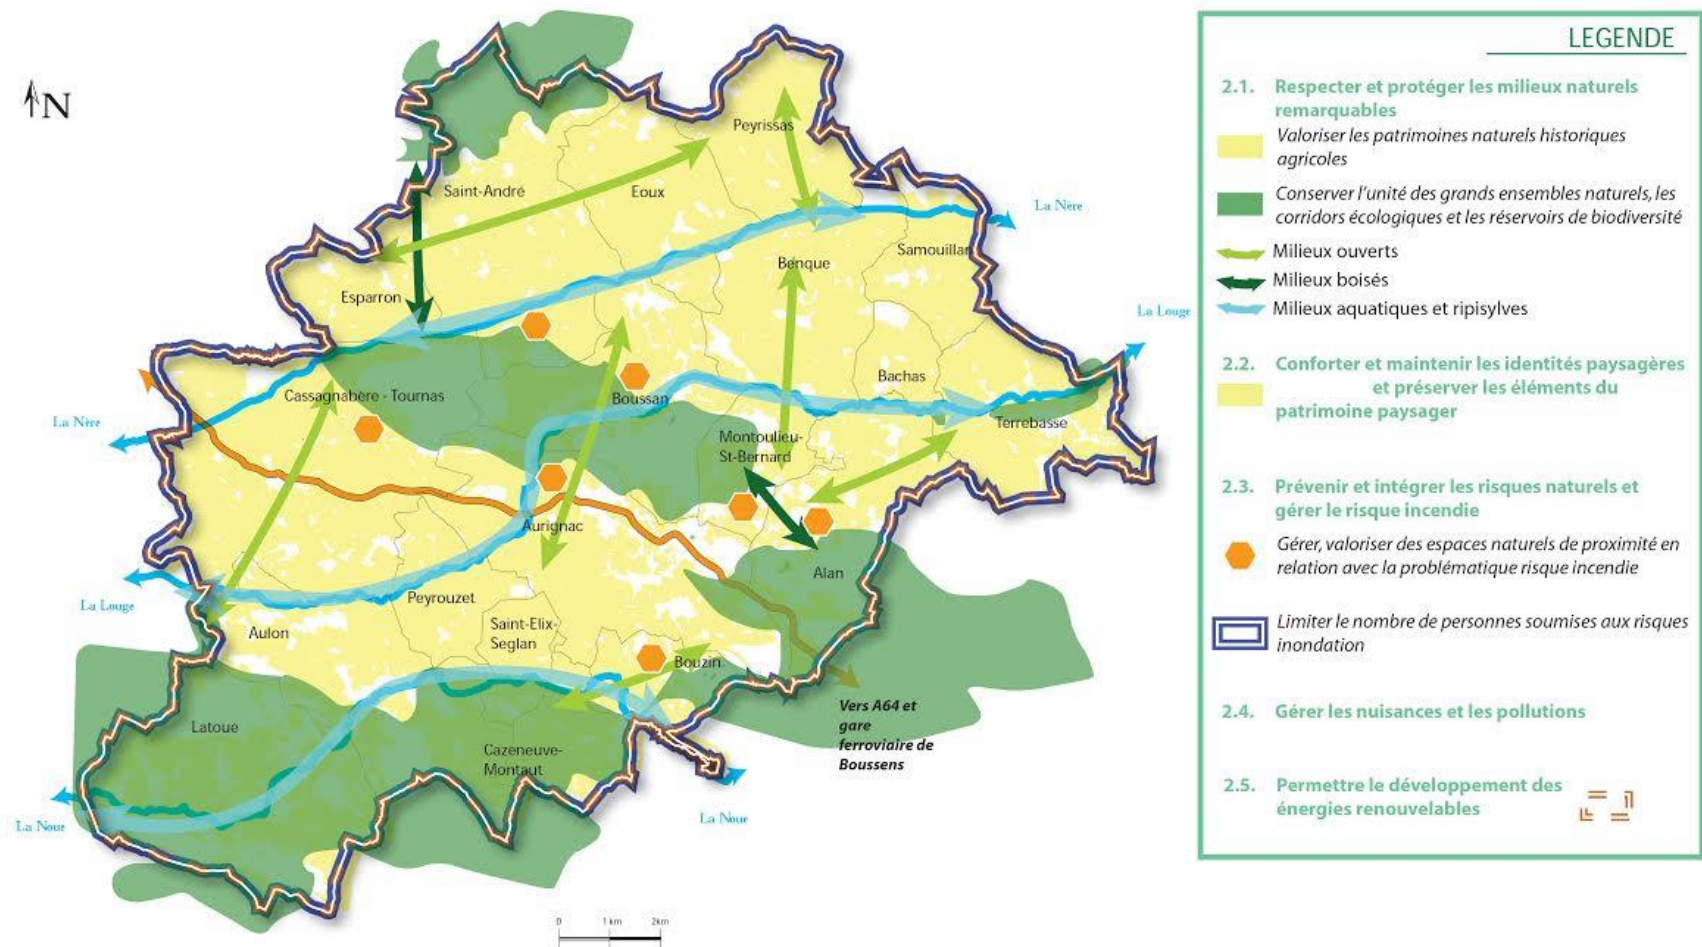 N
Peyrissas
Saint-André
Eoux
La Nère
Samouillan
Benque
Esparron
La Louge
Bachas
Cassagnabère - Tournas
Boussan
La Nère
Terrebasse
Montoulieu-
St-Bernard
Aurignac
Alan
Peyrouzet
La Louge
Saint-Elix-
Seglan
Aulon
Bouzin
Latoue
Vers A64 et
gare
ferroviaire de
Boussens
Cazeneuve-
Montaut
La Noue
La Noue
0 1 km 2km
LEGENDE
2.1. Respecter et protéger les milieux naturels
remarquables
Valoriser les patrimoines naturels historiques
agricoles
Conserver l'unité des grands ensembles naturels, les
corridors écologiques et les réservoirs de biodiversité
Milieux ouverts
Milieux boisés
Milieux aquatiques et ripisylves
2.2. Conforter et maintenir les identités paysagères
et préserver les éléments du
patrimoine paysager
2.3. Prévenir et intégrer les risques naturels et
gérer le risque incendie
Gérer, valoriser des espaces naturels de proximité en
relation avec la problématique risque incendie
Limiter le nombre de personnes soumises aux risques
inondation
2.4. Gérer les nuisances et les pollutions
2.5. Permettre le développement des
énergies renouvelables